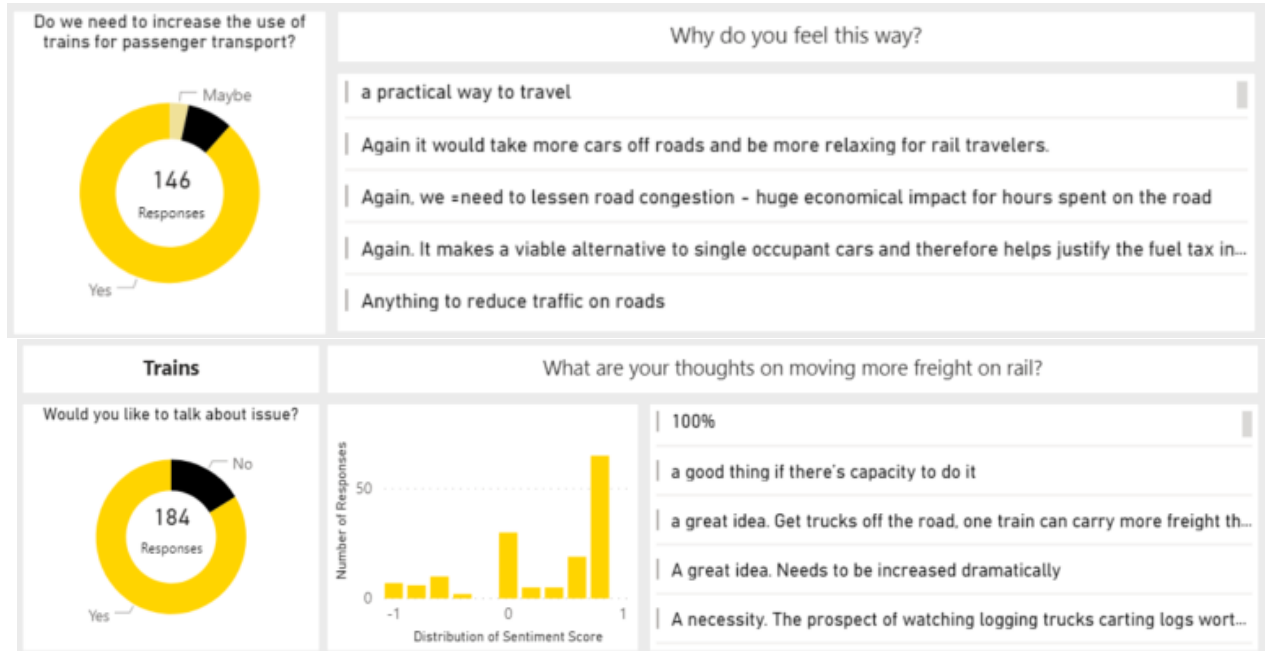 Do we need to increase the use of
trains for passenger transport?
Maybe
146
Responses
Yes
Why do you feel this way?
a practical way to travel
Again it would take more cars off roads and be more relaxing for rail travelers.
Again, we =need to lessen road congestion - huge economical impact for hours spent on the road
Again. It makes a viable alternative to single occupant cars and therefore helps justify the fuel tax in...
Anything to reduce traffic on roads
Trains
What are your thoughts on moving more freight on rail?
Would you like to talk about issue?
No
184
Responses
Yes
Number of Responses
50
0
-1
0
1
Distribution of Sentiment Score
100%
a good thing if there's capacity to do it
a great idea. Get trucks off the road, one train can carry more freight th...
A great idea. Needs to be increased dramatically
A necessity. The prospect of watching logging trucks carting logs wort...